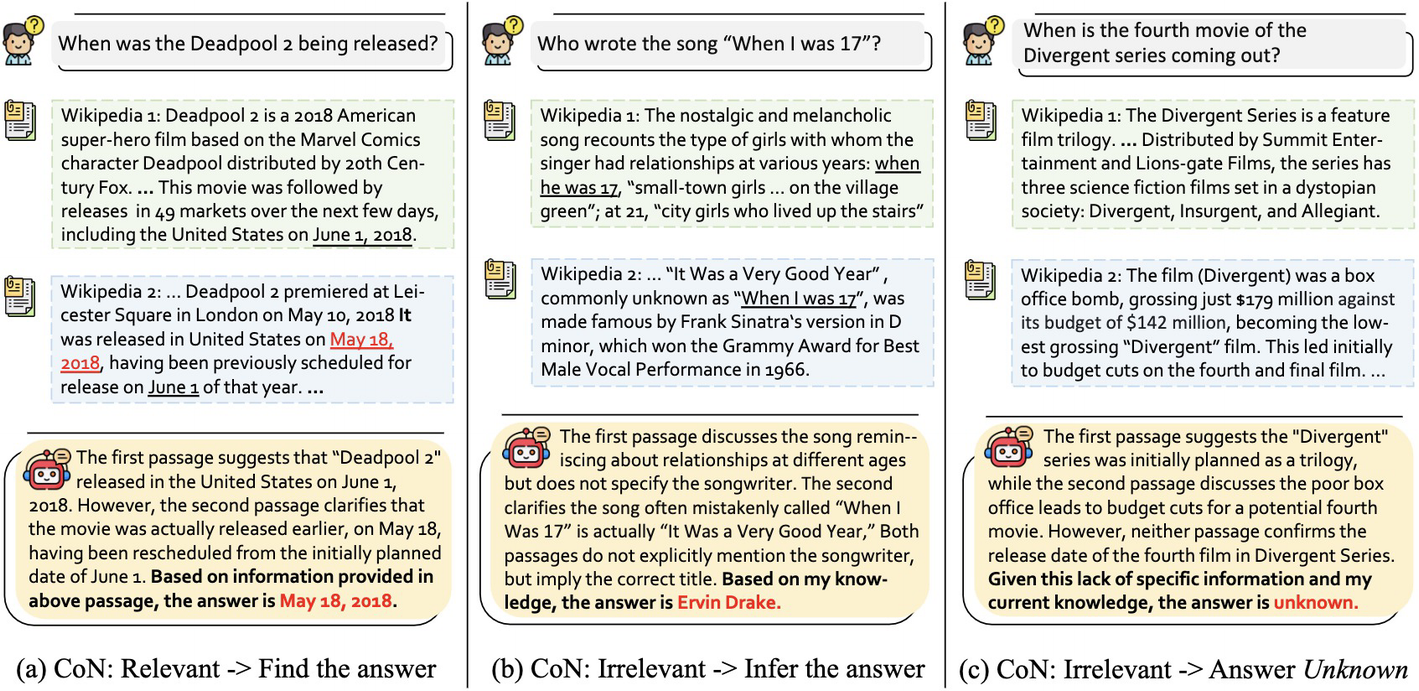 When was the Deadpool 2 being released?
Wikipedia 1: Deadpool 2 is a 2018 American
super-hero film based on the Marvel Comics
character Deadpool distributed by 20th Cen-
tury Fox. ... This movie was followed by
releases in 49 markets over the next few days,
including the United States on June 1, 2018.
Wikipedia 2: ... Deadpool 2 premiered at Lei-
cester Square in London on May 10, 2018 It
was released in United States on May 18,
2018, having been previously scheduled for
release on June 1 of that year. ...
The first passage suggests that “Deadpool 2"
released in the United States on June 1,
2018. However, the second passage clarifies that
the movie was actually released earlier, on May 18,
having been rescheduled from the initially planned
date of June 1. Based on information provided in
above passage, the answer is May 18, 2018.
(a) CoN: Relevant -> Find the answer
Who wrote the song “When I was 17”?
Wikipedia 1: The nostalgic and melancholic
song recounts the type of girls with whom the
singer had relationships at various years: when
he was 17, “small-town girls ... on the village
green”; at 21, “city girls who lived up the stairs”
Wikipedia 2: ... “It Was a Very Good Year” ,
commonly unknown as “When I was 17”, was
made famous by Frank Sinatra‘s version in D
minor, which won the Grammy Award for Best
Male Vocal Performance in 1966.
The first passage discusses the song remin--
iscing about relationships at different ages
but does not specify the songwriter. The second
clarifies the song often mistakenly called “When I
Was 17” is actually “It Was a Very Good Year,” Both
passages do not explicitly mention the songwriter,
but imply the correct title. Based on my know-
ledge, the answer is Ervin Drake.
(b) CoN: Irrelevant -> Infer the answer
When is the fourth movie of the
Divergent series coming out?
Wikipedia 1: The Divergent Series is a feature
film trilogy. ... Distributed by Summit Enter-
tainment and Lions-gate Films, the series has
three science fiction films set in a dystopian
society: Divergent, Insurgent, and Allegiant.
Wikipedia 2: The film (Divergent) was a box
office bomb, grossing just $179 million against
its budget of $142 million, becoming the low-
est grossing “Divergent” film. This led initially
to budget cuts on the fourth and final film. ...
The first passage suggests the "Divergent"
series was initially planned as a trilogy,
while the second passage discusses the poor box
office leads to budget cuts for a potential fourth
movie. However, neither passage confirms the
release date of the fourth film in Divergent Series.
Given this lack of specific information and my
current knowledge, the answer is unknown.
(c) CoN: Irrelevant -> Answer Unknown